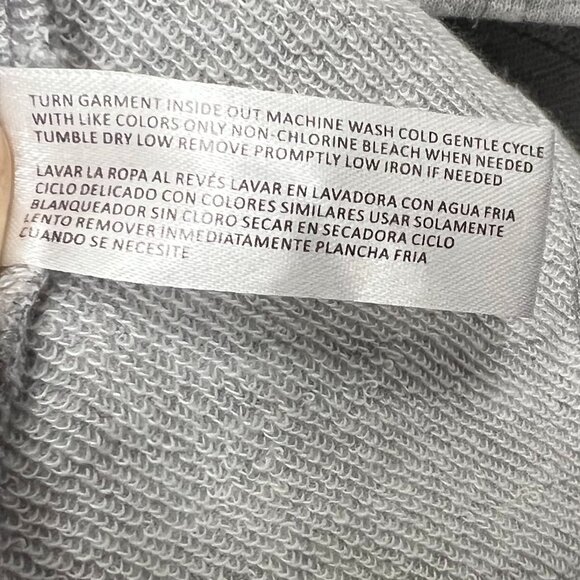 TURN GARMENT INSIDE OUT MACHINE WASH COLD GENTLE CYCLE
WITH LIKE COLORS ONLY NON-CHLORINE BLEACH WHEN NEEDED
TUMBLE DRY LOW REMOVE PROMPTLY LOW IRON IF NEEDED
LAVAR LA ROPA AL REVÉS LAVAR EN LAVADORA CON AGUA FRIA
CICLO DELICADO CON COLORES SIMILARES USAR SOLAMENTE
BLANQUEADOR SIN CLORO SECAR EN SECADORA CICLO
LENTO REMOVER INMEDIATAMENTE PLANCHA FRIA
CUANDO SE NECESITE